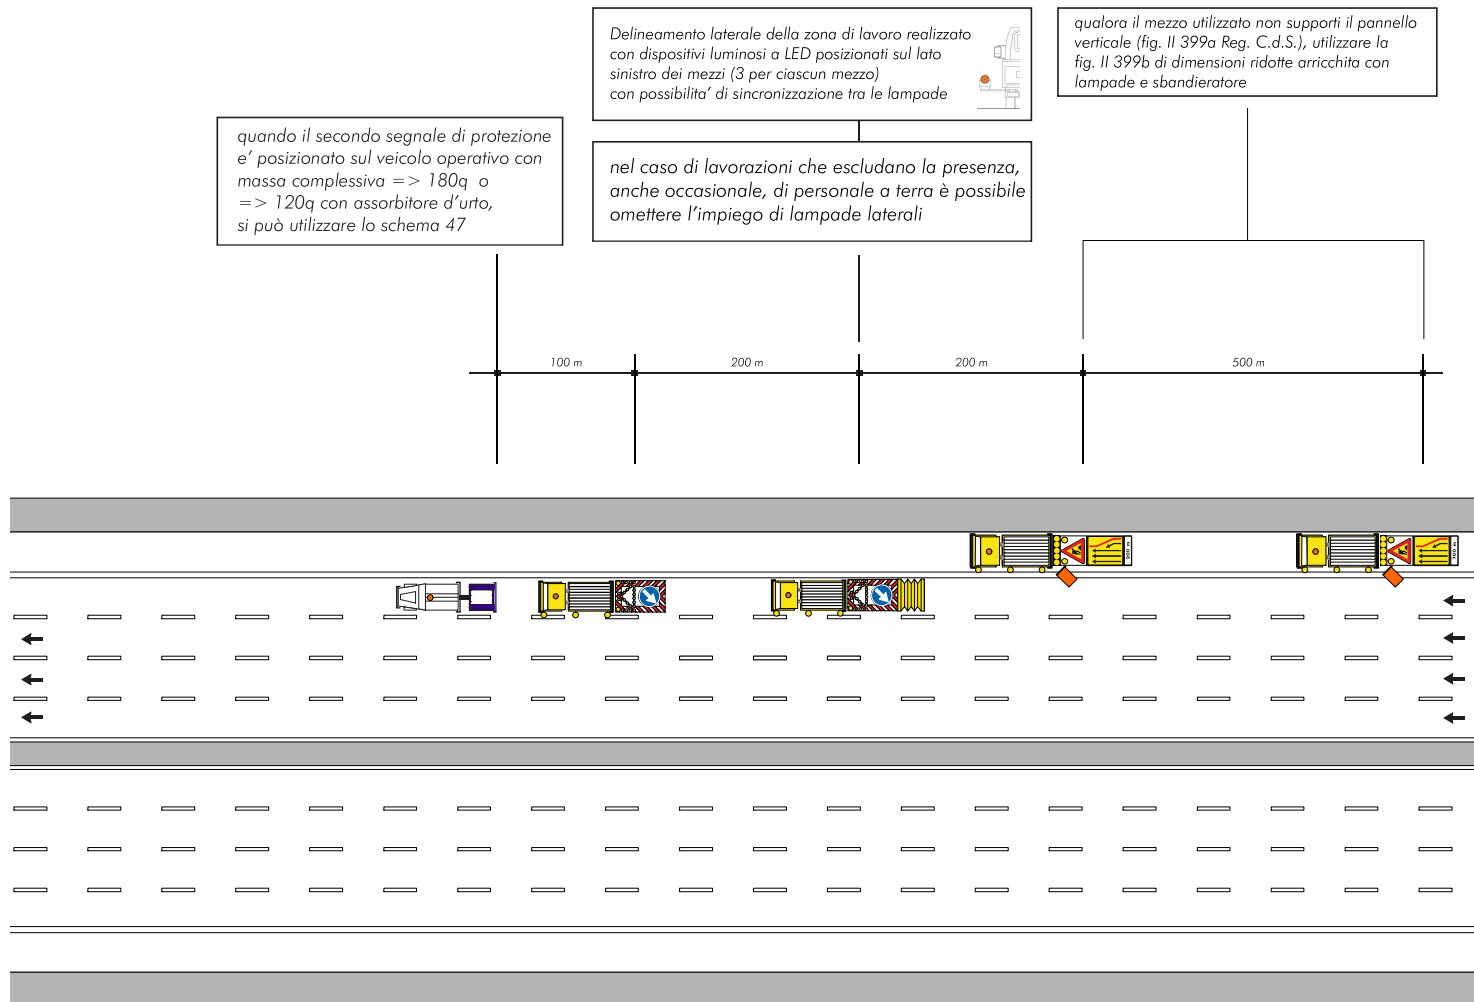 Delineamento laterale della zona di lavoro realizzato
con dispositivi luminosi a LED posizionati sul lato
sinistro dei mezzi (3 per ciascun mezzo)
con possibilita' di sincronizzazione tra le lampade
qualora il mezzo utilizzato non supporti il pannello
verticale (fig. II 399a Reg. C.d.S.), utilizzare la
fig. II 399b di dimensioni ridotte arricchita con
lampade e sbandieratore
quando il secondo segnale di protezione
e' posizionato sul veicolo operativo con
massa complessiva => 180q o
=> 120q con assorbitore d'urto,
si può utilizzare lo schema 47
nel caso di lavorazioni che escludano la presenza,
anche occasionale, di personale a terra è possibile
omettere l'impiego di lampade laterali
100 m
200 m
200 m
500 m
200 m